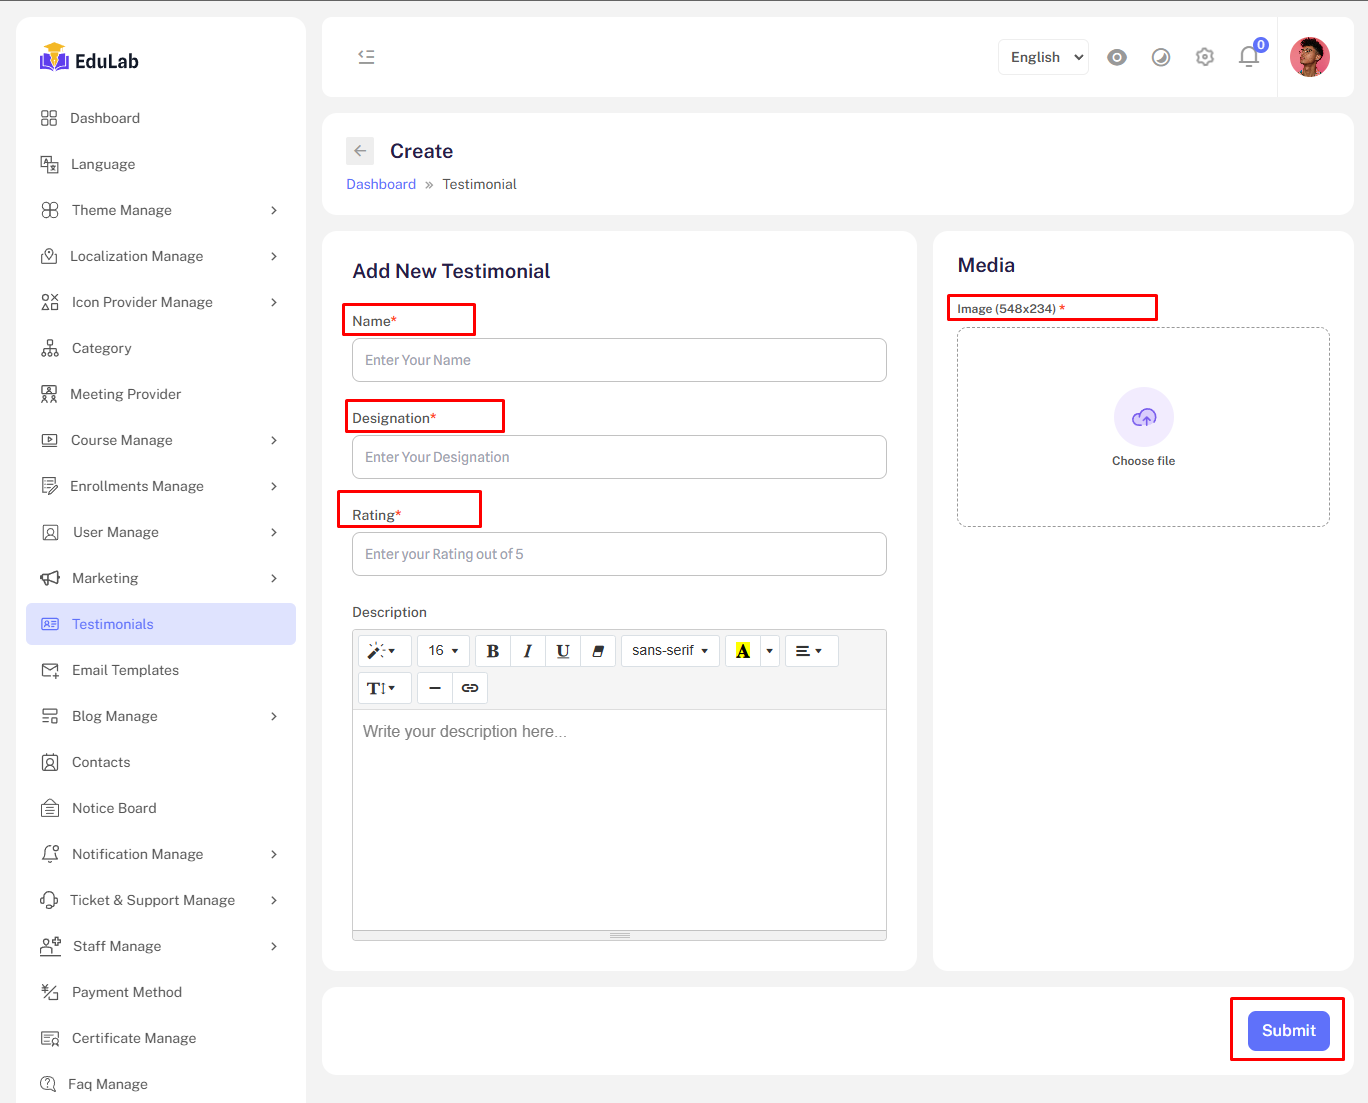 EduLab
Dashboard
Language
Theme Manage
Localization Manage
Icon Provider Manage
Category
Meeting Provider
Course Manage
Enrollments Manage
User Manage
Marketing
Testimonials
Email Templates
Blog Manage
Contacts
Notice Board
Notification Manage
Ticket & Support Manage
Staff Manage
Payment Method
Certificate Manage
Faq Manage
English
0
Create
Dashboard » Testimonial
Add New Testimonial
Name*
Enter Your Name
Designation*
Enter Your Designation
Rating*
Enter your Rating out of 5
Description
16 B I U sans-serif A
T
Write your description here...
Media
Image (548x234) *
Choose file
Submit